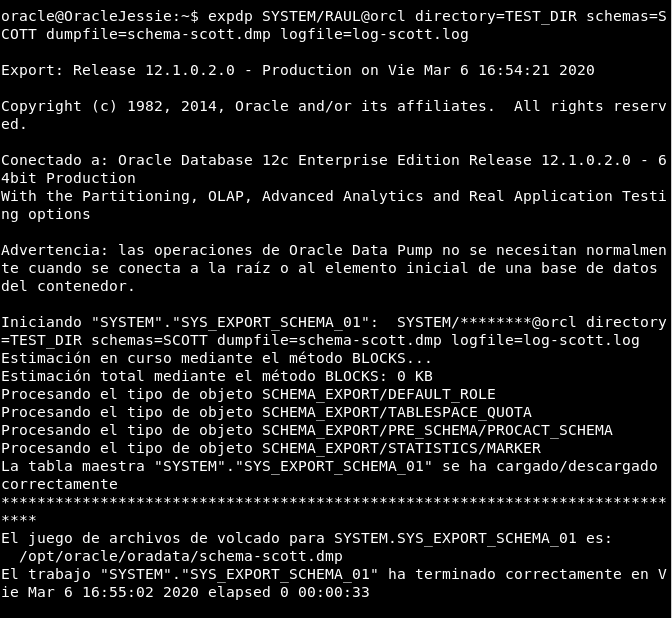 oracle@OracleJessie:~$ expdp SYSTEM/RAUL@orcl directory=TEST_DIR schemas=S
COTT dumpfile=schema-scott.dmp logfile=log-scott.log
Export: Release 12.1.0.2.0 - Production on Vie Mar 6 16:54:21 2020
Copyright (c) 1982, 2014, Oracle and/or its affiliates.  All rights reserv
ed.
Conectado a: Oracle Database 12c Enterprise Edition Release 12.1.0.2.0 - 6
4bit Production
With the Partitioning, OLAP, Advanced Analytics and Real Application Testi
ng options
Advertencia: las operaciones de Oracle Data Pump no se necesitan normalmen
te cuando se conecta a la raíz o al elemento inicial de una base de datos
del contenedor.
Iniciando "SYSTEM"."SYS_EXPORT_SCHEMA_01":  SYSTEM/********@orcl directory
=TEST_DIR schemas=SCOTT dumpfile=schema-scott.dmp logfile=log-scott.log
Estimación en curso mediante el método BLOCKS...
Estimación total mediante el método BLOCKS: 0 KB
Procesando el tipo de objeto SCHEMA_EXPORT/DEFAULT_ROLE
Procesando el tipo de objeto SCHEMA_EXPORT/TABLESPACE_QUOTA
Procesando el tipo de objeto SCHEMA_EXPORT/PRE_SCHEMA/PROCACT_SCHEMA
Procesando el tipo de objeto SCHEMA_EXPORT/STATISTICS/MARKER
La tabla maestra "SYSTEM"."SYS_EXPORT_SCHEMA_01" se ha cargado/descargado
correctamente
**************************************************************************
****
El juego de archivos de volcado para SYSTEM.SYS_EXPORT_SCHEMA_01 es:
  /opt/oracle/oradata/schema-scott.dmp
El trabajo "SYSTEM"."SYS_EXPORT_SCHEMA_01" ha terminado correctamente en V
ie Mar 6 16:55:02 2020 elapsed 0 00:00:33